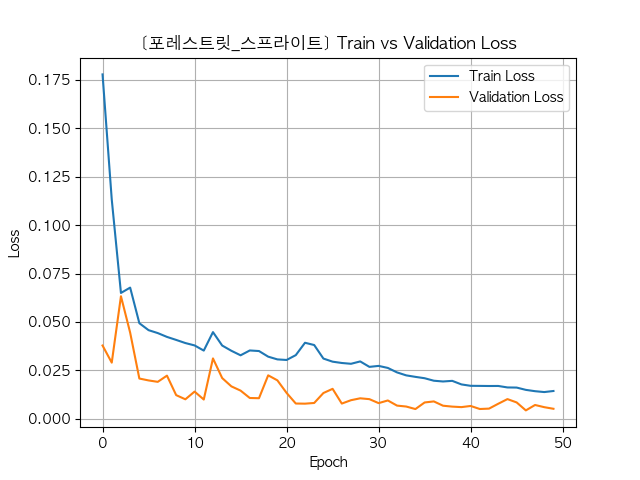 [포레스트릿_스프라이트] Train vs Validation Loss
Train Loss
Validation Loss
Loss
0.175
0.150
0.125
0.100
0.075
0.050
0.025
0.000
0 10 20 30 40 50
Epoch